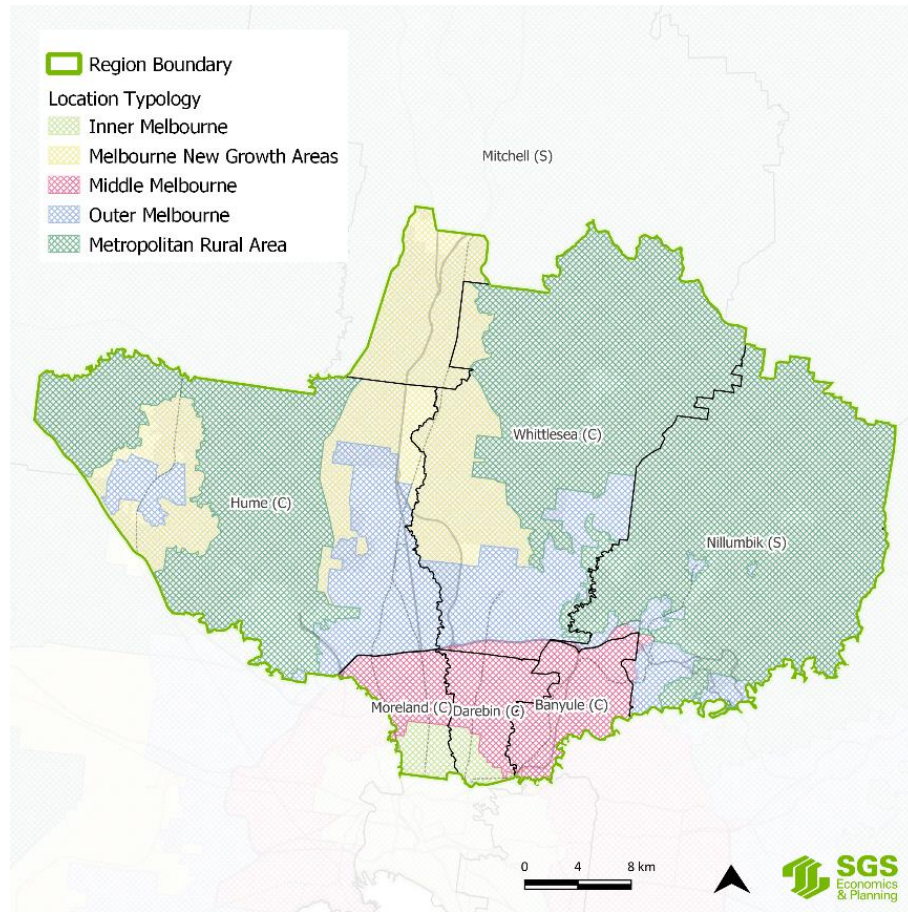 Region Boundary
Location Typology
Inner Melbourne
Melbourne New Growth Areas
Middle Melbourne
Outer Melbourne
Metropolitan Rural Area
Mitchell (S)
Whittlesea (C)
Hume (C)
Nillumbik (S)
Moreland (C)
Darebin (C)
Banyule (C)
0 4 8 km
SGS
Economics
& Planning